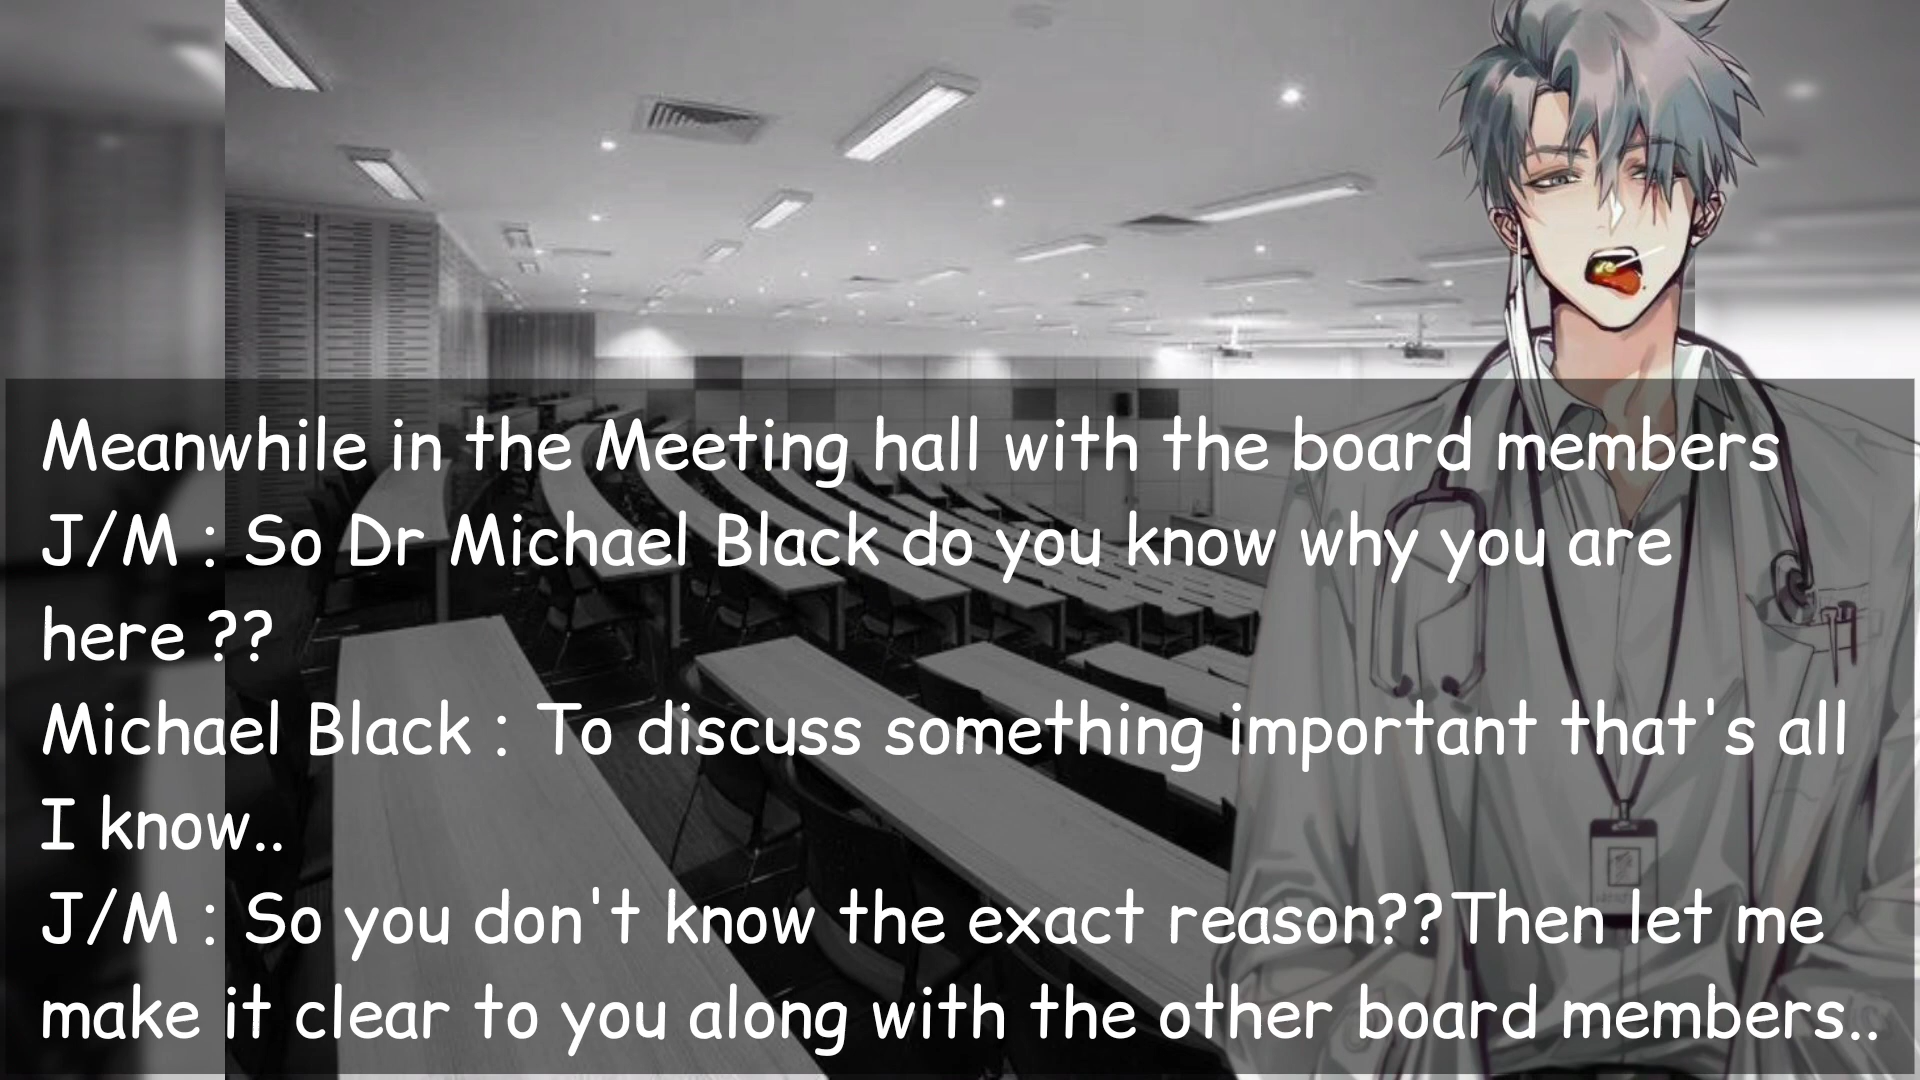 Meanwhile in the Meeting hall with the board members
J/M : So Dr Michael Black do you know why you are
here ??
Michael Black : To discuss something important that's all
I know..
J/M : So you don't know the exact reason??Then let me
make it clear to you along with the other board members..